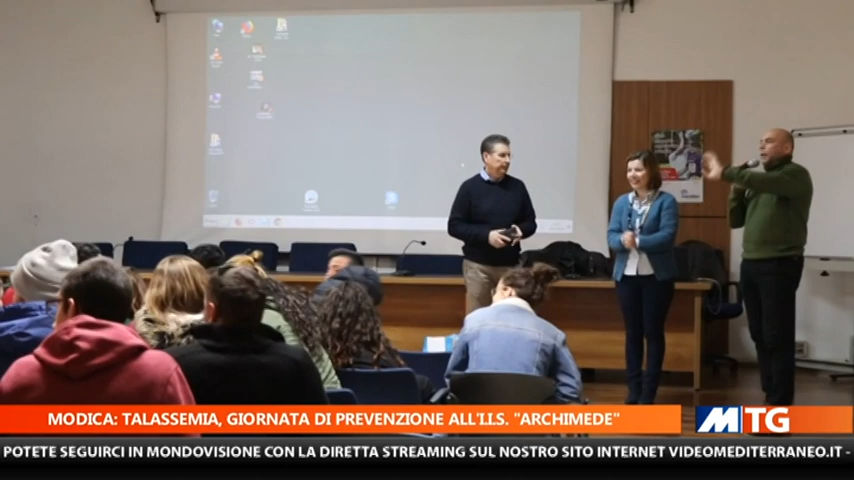 MODICA: TALASSEMIA, GIORNATA DI PREVENZIONE ALL'I.I.S. "ARCHIMEDE"
MTG
POTETE SEGUIRCI IN MONDOVISIONE CON LA DIRETTA STREAMING SUL NOSTRO SITO INTERNET VIDEOMEDITERRANEO.IT -